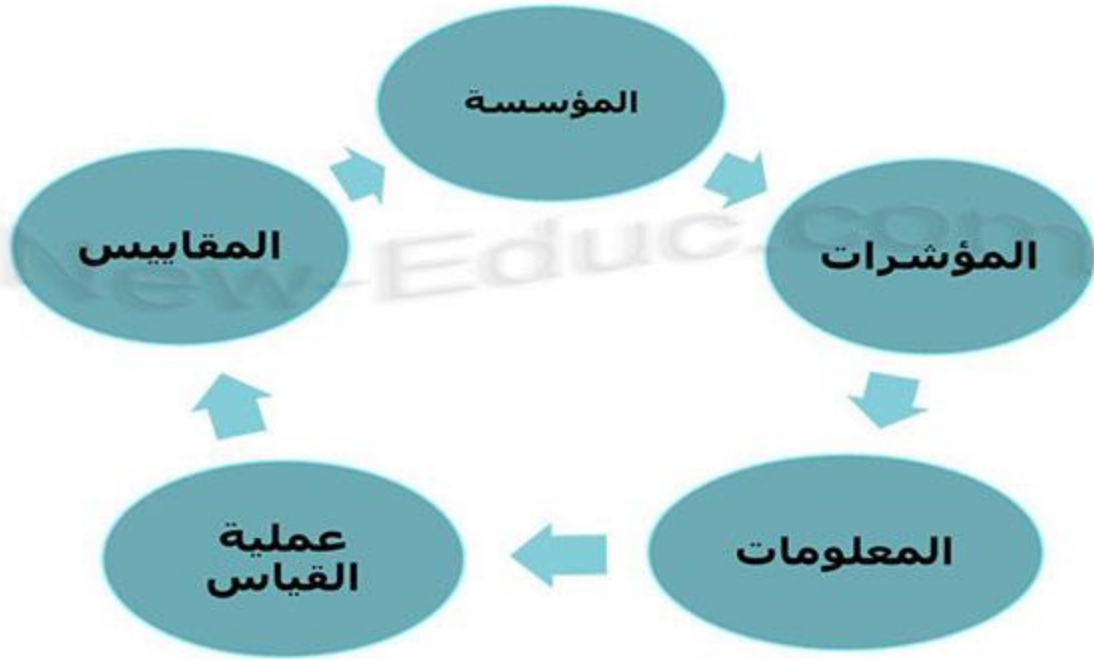 المؤسسة
المؤشرات
المعلومات
عملية
القياس
المقاييس
New-Educ.com